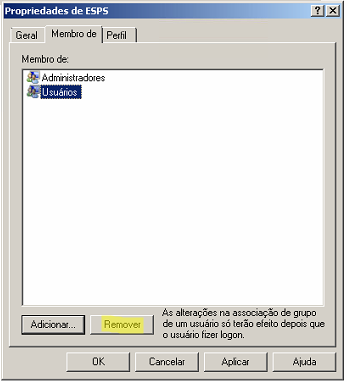 Propriedades de ESPS
Geral
Membro de
Perfil
Membro de:
Administradores
Usuários
Adicionar...
Remover
As alterações na associação de grupo
de um usuário só terão efeito depois que
o usuário fizer logon.
OK
Cancelar
Aplicar
Ajuda